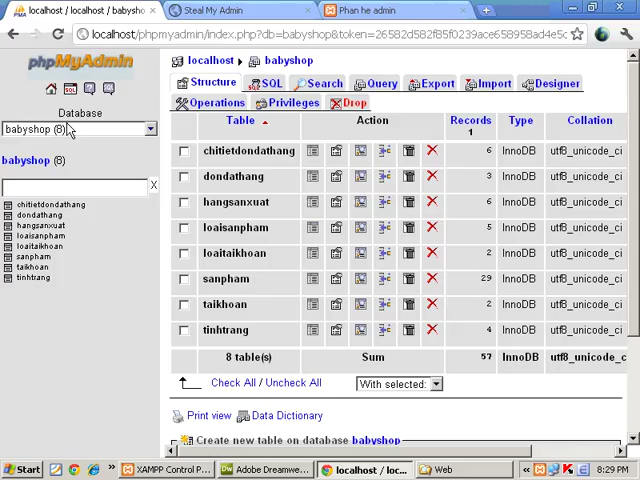 localhost / localhost / babysho
Steal My Admin
Phan he admin
localhost/phpmyadmin/index.php?db=babyshop&token=26582d582f85f0239ace658958ad4e5c
phpMyAdmin
Database
babyshop (8)
babyshop (8)
X
chitietdondathang
dondathang
hangsanxuat
loaisanpham
loaitaikhoan
sanpham
taikhoan
tinhtrang
localhost
babyshop
Structure
SQL
Search
Query
Export
Import
Designer
Operations
Privileges
Drop
Table Action Records 1 Type Collation
chitietdondathang 6 InnoDB utf8_unicode_ci
dondathang 3 InnoDB utf8_unicode_ci
hangsanxuat 6 InnoDB utf8_unicode_ci
loaisanpham 5 InnoDB utf8_unicode_ci
loaitaikhoan 2 InnoDB utf8_unicode_ci
sanpham 29 InnoDB utf8_unicode_ci
taikhoan 2 InnoDB utf8_unicode_ci
tinhtrang 4 InnoDB utf8_unicode_ci
8 table(s) Sum 57 InnoDB utf8_unicode_c
Check All / Uncheck All
With selected:
Print view
Data Dictionary
Create new table on database babyshop
Start
XAMPP Control P...
Adobe Dreamwe...
localhost / loc...
Web
8:29 PM